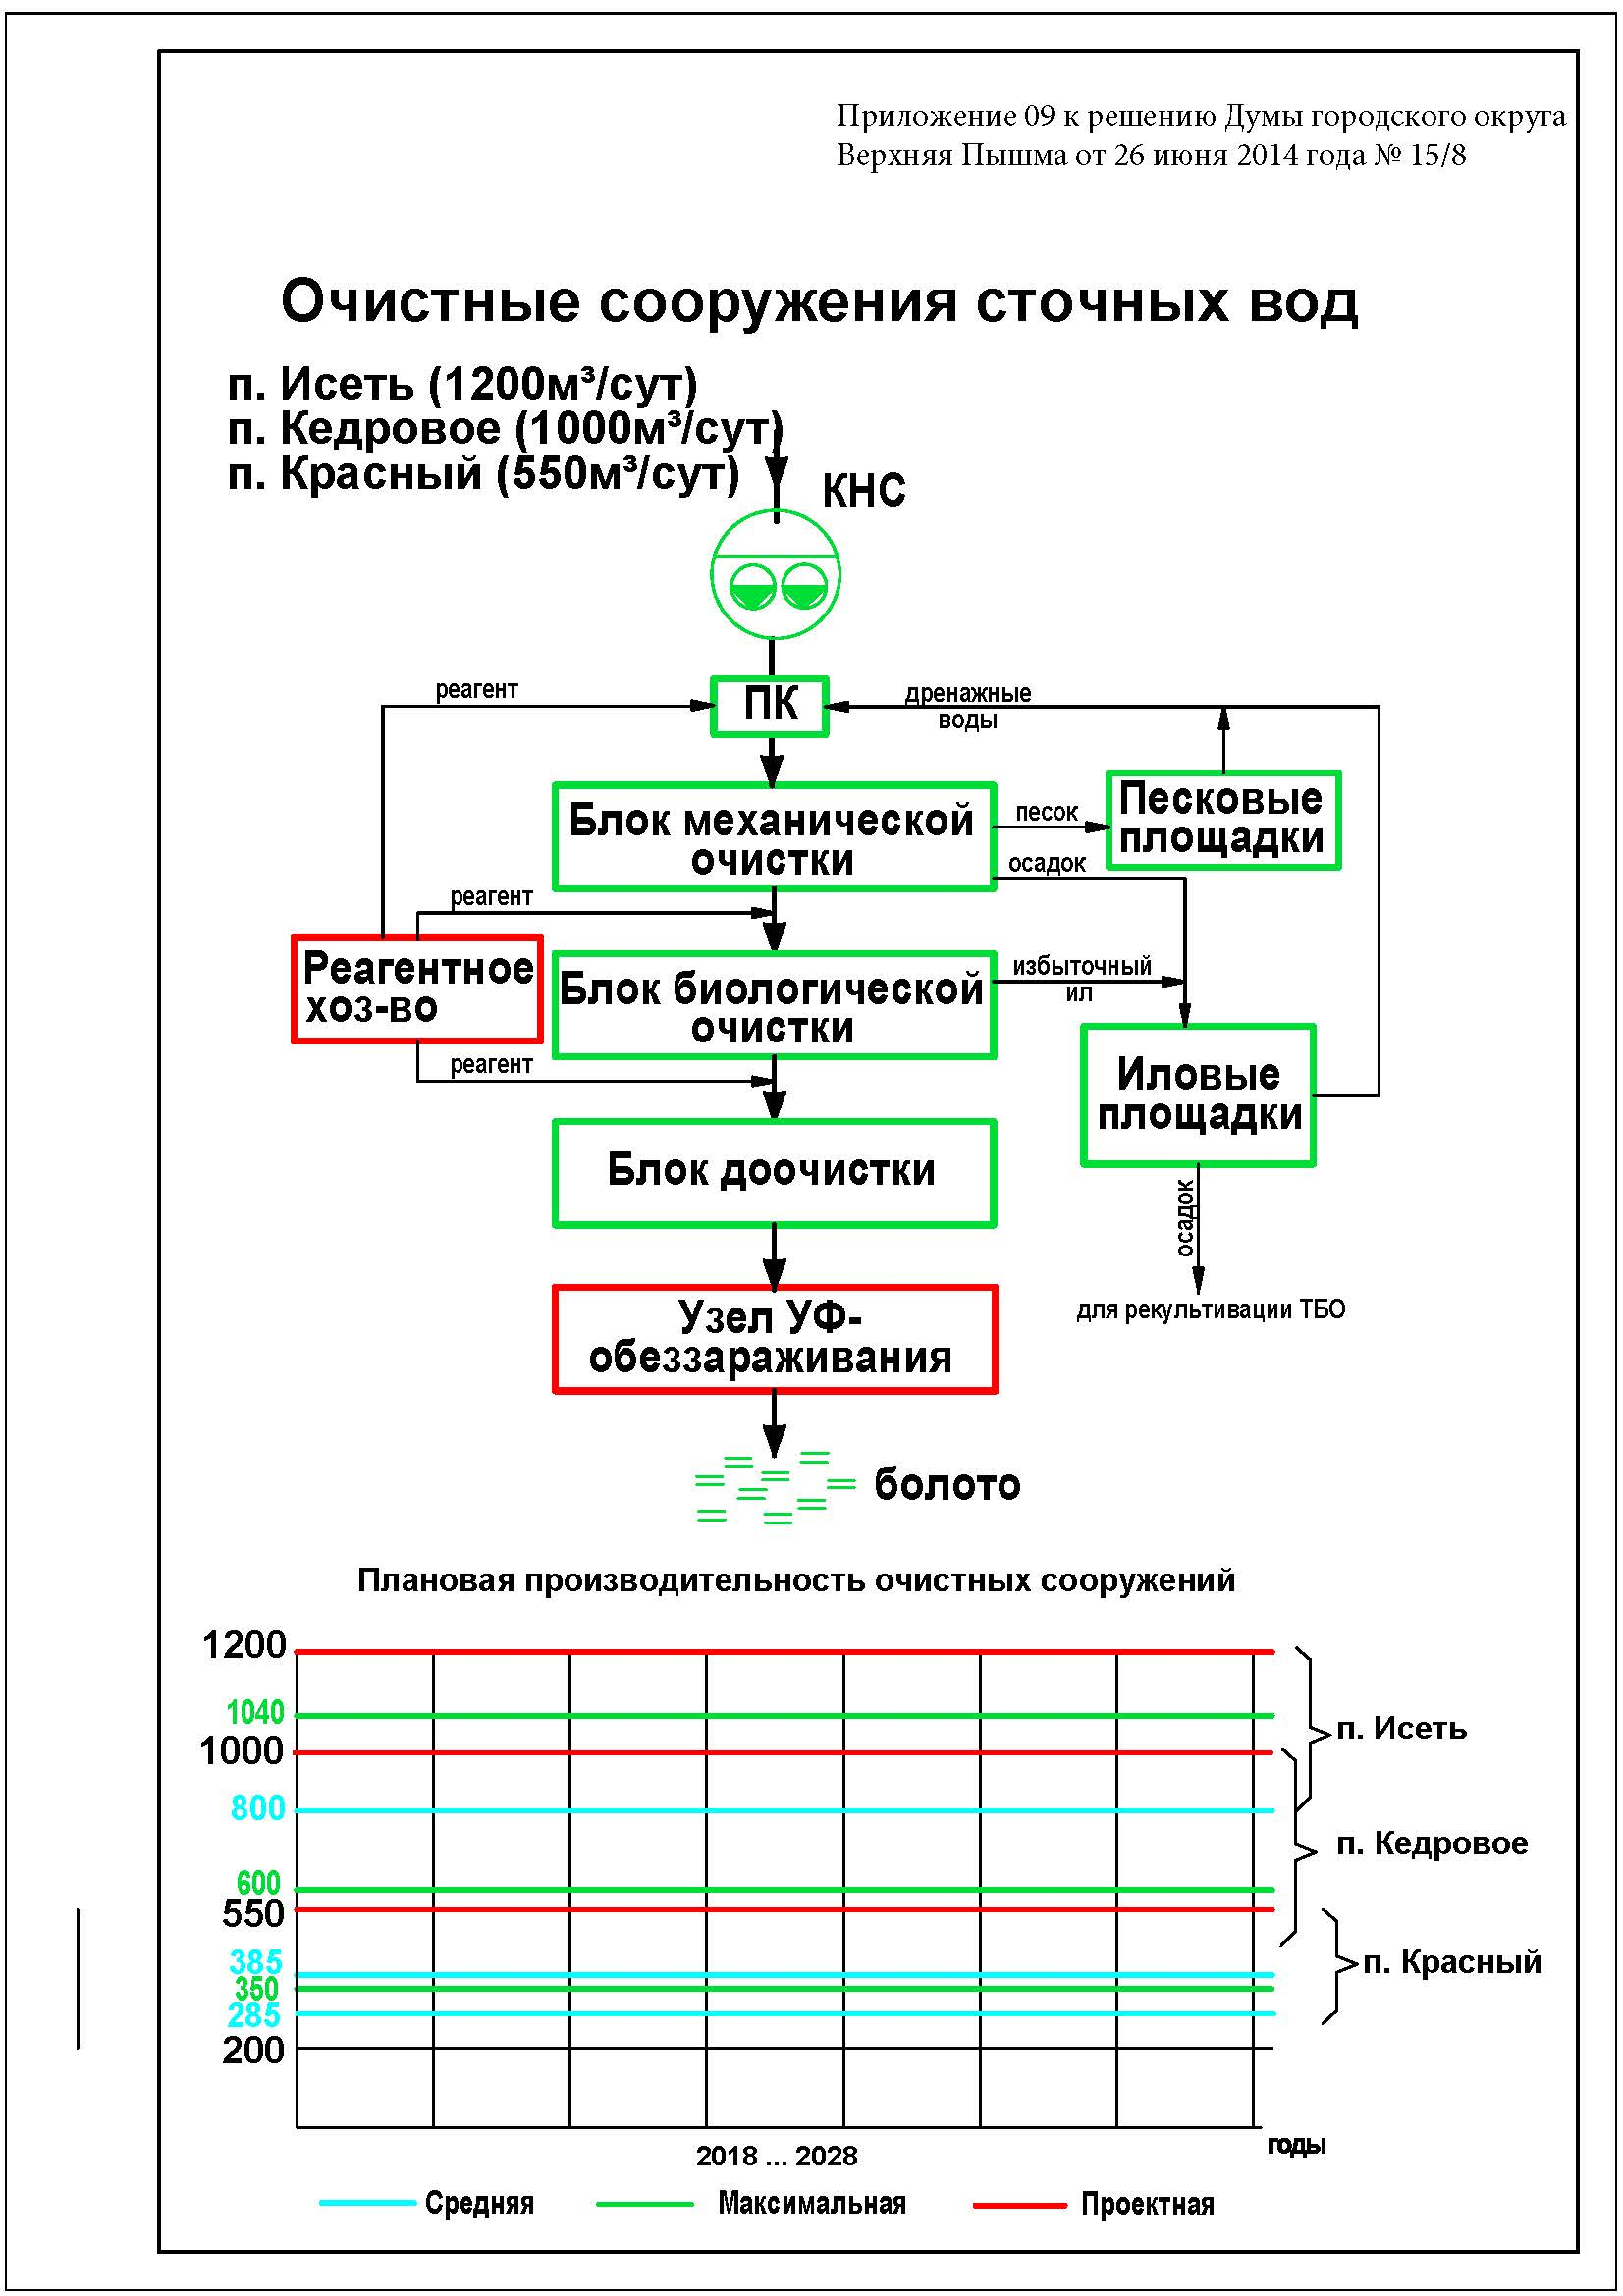 Приложение 09 к решению Думы городского округа
Верхняя Пышма от 26 июня 2014 года № 15/8
Очистные сооружения сточных вод
п. Исеть (1200м³/сут)
п. Кедровое (1000м³/сут)
п. Красный (550м³/сут)
КНС
реагент
ПК
дренажные
воды
Блок механической
очистки
песок
Песковые
площадки
осадок
реагент
Реагентное
хоз-во
Блок биологической
очистки
избыточный
ил
реагент
Иловые
площадки
Блок доочистки
осадок
для рекультивации ТБО
Узел УФ-
обеззараживания
болото
Плановая производительность очистных сооружений
1200
1040
1000
800
600
550
385
350
285
200
п. Исеть
п. Кедровое
п. Красный
годы
2018 ... 2028
Средняя
Максимальная
Проектная